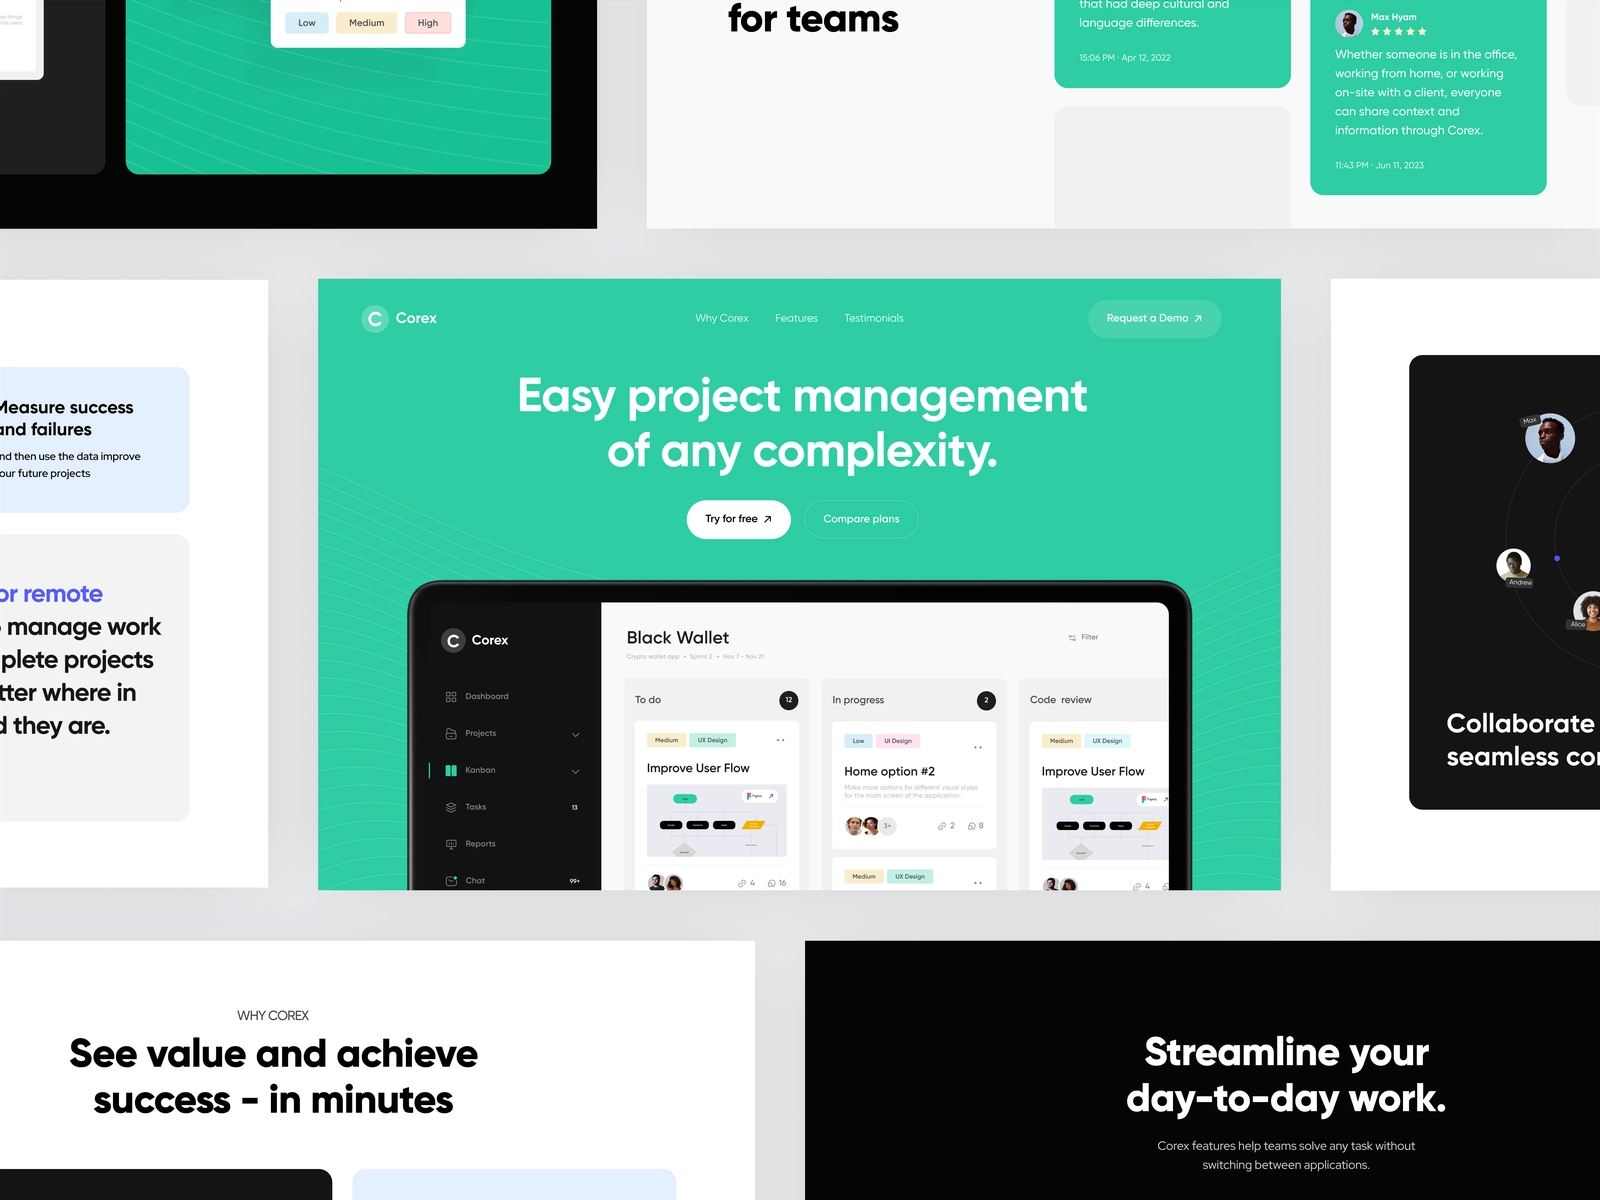 Low
Medium
High
for teams
that had deep cultural and
language differences.
15:06 PM · Apr 12, 2022
Max Hyam
Whether someone is in the office,
working from home, or working
on-site with a client, everyone
can share context and
information through Corex.
11:43 PM · Jun 11, 2023
Measure success
and failures
nd then use the data improve
our future projects
or remote
manage work
plete projects
tter where in
d they are.
C Corex
Why Corex
Features
Testimonials
Request a Demo
Easy project management
of any complexity.
Try for free
Compare plans
C Corex
Dashboard
Projects
Kanban
Tasks 13
Reports
Chat 99+
Black Wallet
Crypto wallet app • Sprint 2 • Nov 7 - Nov 21
Filter
To do 12
Medium
UX Design
Improve User Flow
Figma
4 16
In progress 2
Low
UI Design
Home option #2
Make more options for different visual styles
for the main screen of the application.
3+
2 8
Medium
UX Design
Code review
Medium
UX Design
Improve User Flow
Figma
4
Max
Andrew
Alice
Collaborate
seamless co
WHY COREX
See value and achieve
success - in minutes
Streamline your
day-to-day work.
Corex features help teams solve any task without
switching between applications.